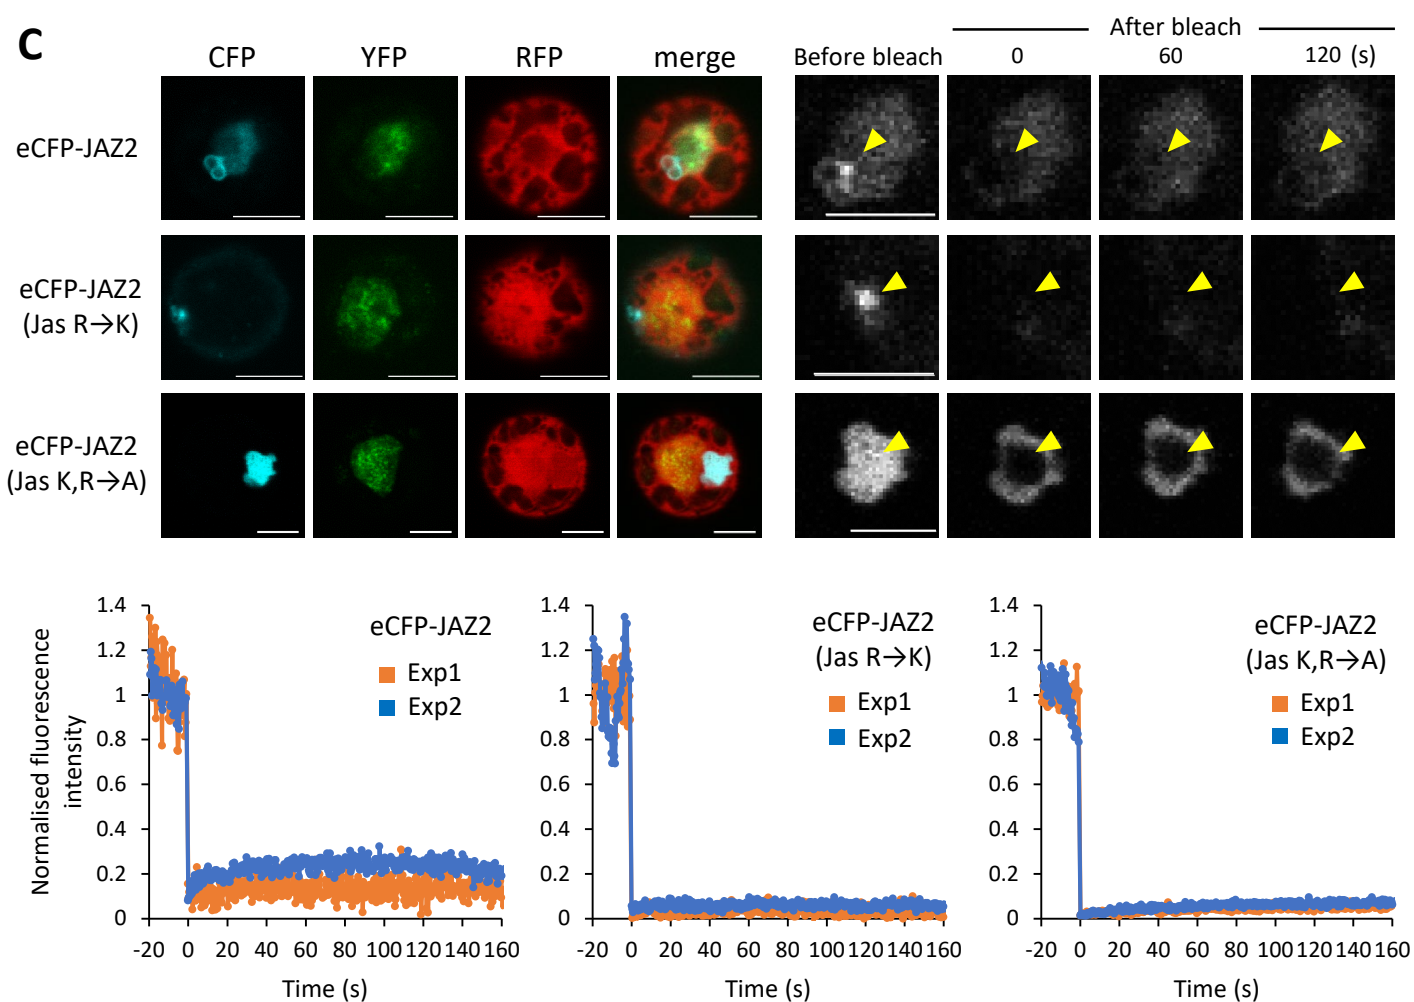 C
CFP YFP RFP merge
Before bleach
After bleach
0 60 120 (s)
eCFP-JAZ2
eCFP-JAZ2
(Jas R→K)
eCFP-JAZ2
(Jas K,R→A)
Normalised fluorescence
intensity
1.4
1.2
1
0.8
0.6
0.4
0.2
0
-20 0 20 40 60 80 100 120 140 160
Time (s)
eCFP-JAZ2
Exp1
Exp2
1.4
1.2
1
0.8
0.6
0.4
0.2
0
-20 0 20 40 60 80 100 120 140 160
Time (s)
eCFP-JAZ2
(Jas R→K)
Exp1
Exp2
1.4
1.2
1
0.8
0.6
0.4
0.2
0
-20 0 20 40 60 80 100 120 140 160
Time (s)
eCFP-JAZ2
(Jas K,R→A)
Exp1
Exp2